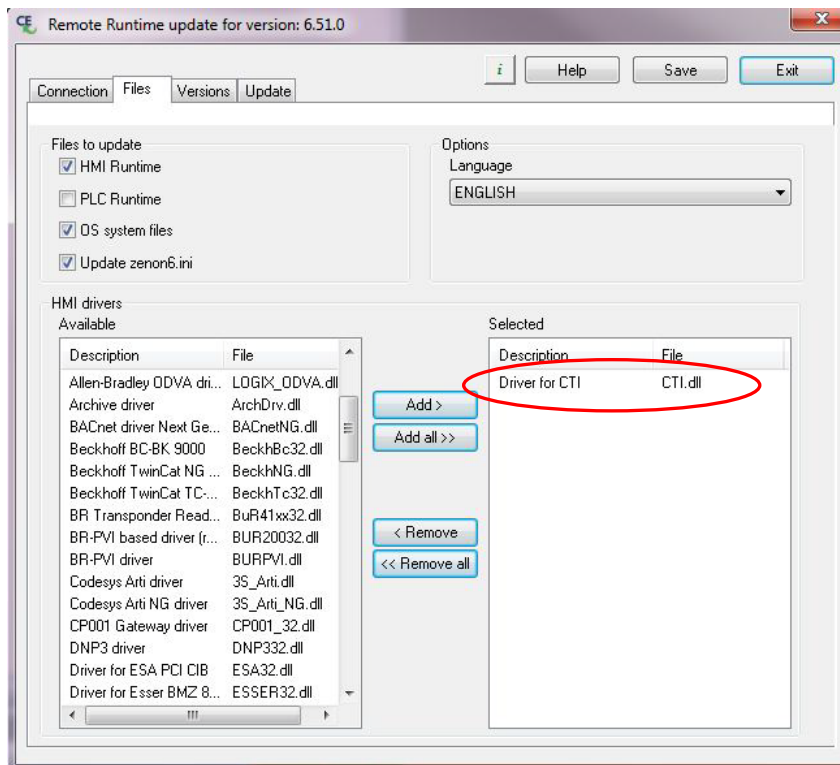 CE Remote Runtime update for version: 6.51.0
i Help Save Exit
Connection Files Versions Update
Files to update
HMI Runtime
PLC Runtime
OS system files
Update zenon6.ini
Options
Language
ENGLISH
HMI drivers
Available
Description File
Allen-Bradley ODVA dri... LOGIX_ODVA.dll
Archive driver ArchDrv.dll
BACnet driver Next Ge... BACnetNG.dll
Beckhoff BC-BK 9000 BeckhBc32.dll
Beckhoff TwinCat NG ... BeckhNG.dll
Beckhoff TwinCat TC-... BeckhTc32.dll
BR Transponder Read... BuR41xx32.dll
BR-PVI based driver (r... BUR20032.dll
BR-PVI driver BURPVI.dll
Codesys Arti driver 3S_Arti.dll
Codesys Arti NG driver 3S_Arti_NG.dll
CP001 Gateway driver CP001_32.dll
DNP3 driver DNP332.dll
Driver for ESA PCI CIB ESA32.dll
Driver for Esser BMZ 8... ESSER32.dll
Add >
Add all >>
< Remove
<< Remove all
Selected
Description File
Driver for CTI CTI.dll